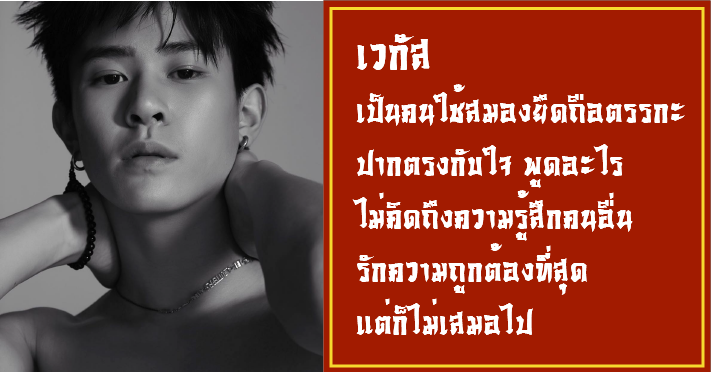 เวกัส
เป็นคนใช้สมองยึดถือตรรกะ
ปากตรงกับใจ พูดอะไร
ไม่คิดถึงความรู้สึกคนอื่น
รักความถูกต้องที่สุด
แต่ก็ไม่เสมอไป